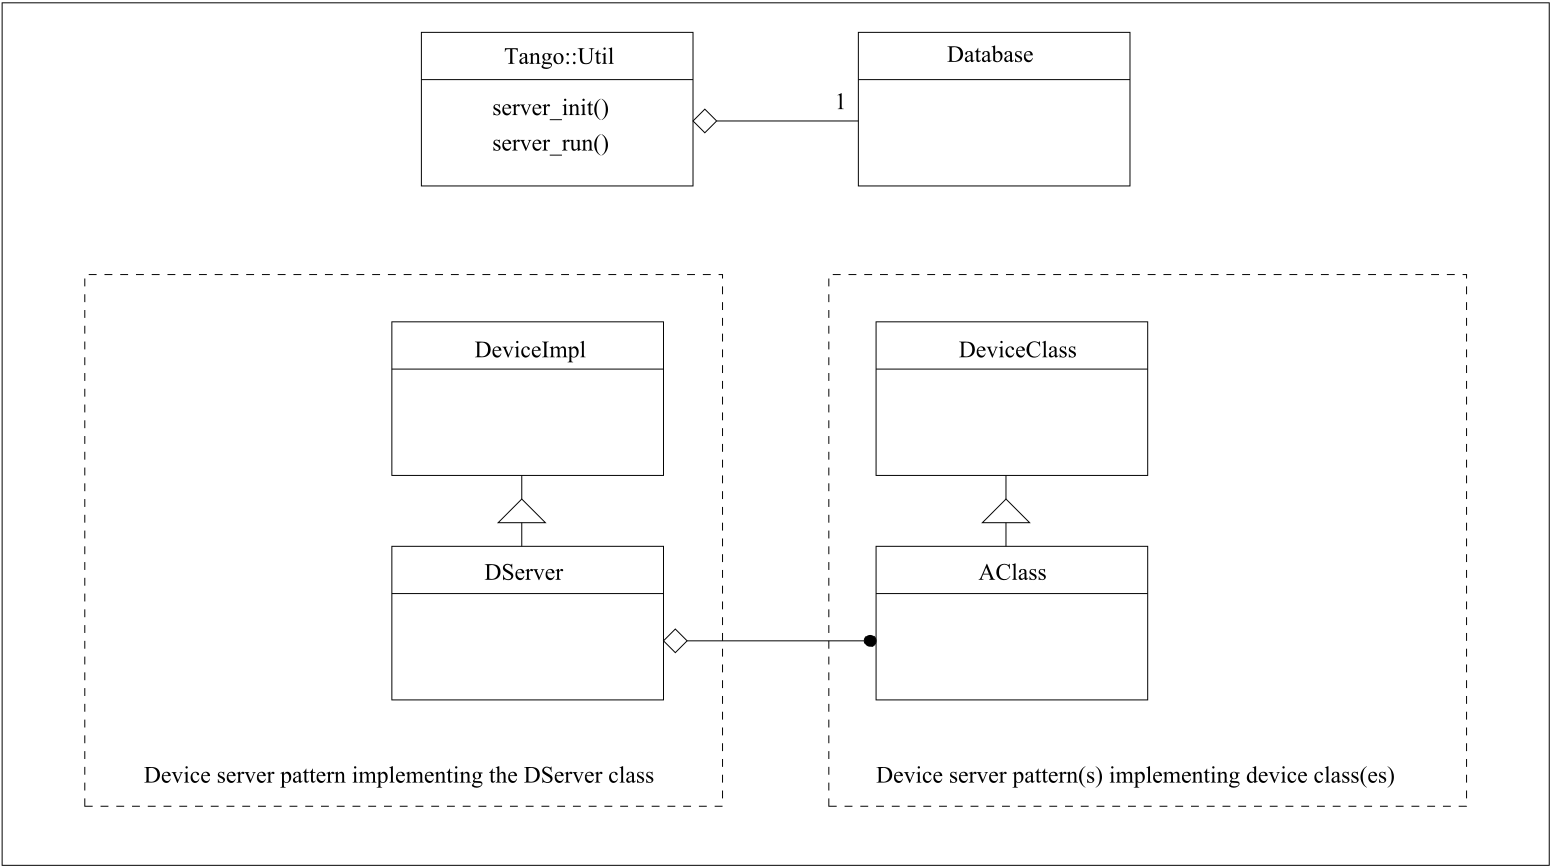 Tango::Util
Database
server_init()
1
server_run()
DeviceImpl
DeviceClass
DServer
AClass
Device server pattern implementing the DServer class
Device server pattern(s) implementing device class(es)